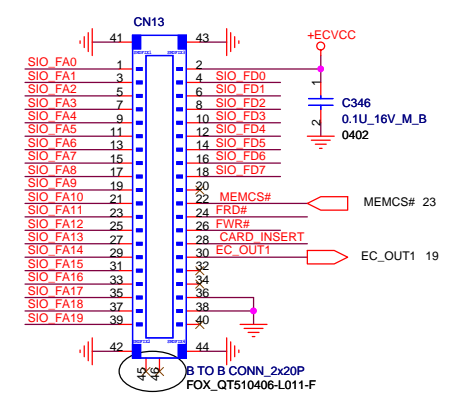 CN13
41 43
+ECVCC
SIO_FA0 1 2
SIO_FA1 3 4 SIO_FD0
SIO_FA2 5 6 SIO_FD1
SIO_FA3 7 8 SIO_FD2
SIO_FA4 9 10 SIO_FD3
SIO_FA5 11 12 SIO_FD4
SIO_FA6 13 14 SIO_FD5
SIO_FA7 15 16 SIO_FD6
SIO_FA8 17 18 SIO_FD7
SIO_FA9 19 20
SIO_FA10 21 22 MEMCS# MEMCS# 23
SIO_FA11 23 24 FRD#
SIO_FA12 25 26 FWR#
SIO_FA13 27 28 CARD_INSERT
SIO_FA14 29 30 EC_OUT1 EC_OUT1 19
SIO_FA15 31 32
SIO_FA16 33 34
SIO_FA17 35 36
SIO_FA18 37 38
SIO_FA19 39 40
1
C346
0.1U_16V_M_B
2
0402
42 44
45 46
B TO B CONN_2x20P
FOX_QT510406-L011-F